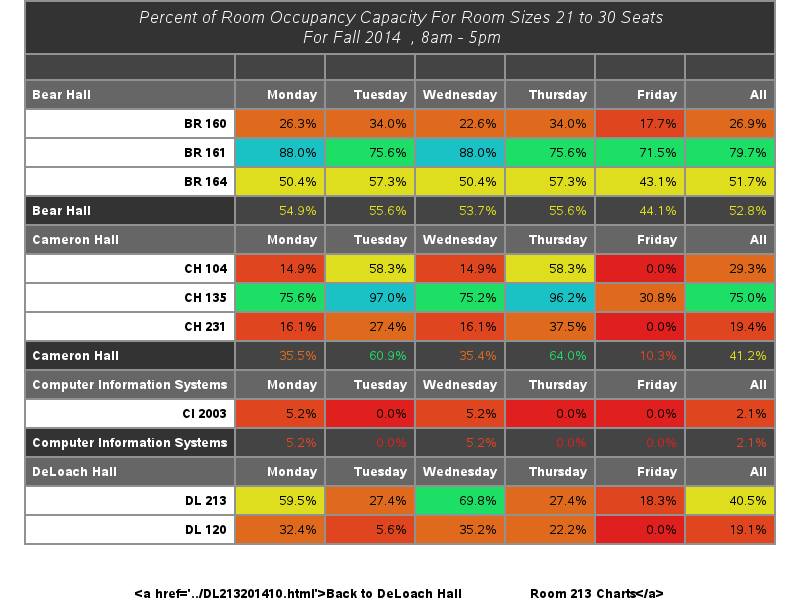 Percent of Room Occupancy Capacity For Room Sizes 21 to 30 Seats
For Fall 2014 , 8am - 5pm
Bear Hall Monday Tuesday Wednesday Thursday Friday All
BR 160 26.3% 34.0% 22.6% 34.0% 17.7% 26.9%
BR 161 88.0% 75.6% 88.0% 75.6% 71.5% 79.7%
BR 164 50.4% 57.3% 50.4% 57.3% 43.1% 51.7%
Bear Hall 54.9% 55.6% 53.7% 55.6% 44.1% 52.8%
Cameron Hall Monday Tuesday Wednesday Thursday Friday All
CH 104 14.9% 58.3% 14.9% 58.3% 0.0% 29.3%
CH 135 75.6% 97.0% 75.2% 96.2% 30.8% 75.0%
CH 231 16.1% 27.4% 16.1% 37.5% 0.0% 19.4%
Cameron Hall 35.5% 60.9% 35.4% 64.0% 10.3% 41.2%
Computer Information Systems Monday Tuesday Wednesday Thursday Friday All
CI 2003 5.2% 0.0% 5.2% 0.0% 0.0% 2.1%
Computer Information Systems 5.2% 0.0% 5.2% 0.0% 0.0% 2.1%
DeLoach Hall Monday Tuesday Wednesday Thursday Friday All
DL 213 59.5% 27.4% 69.8% 27.4% 18.3% 40.5%
DL 120 32.4% 5.6% 35.2% 22.2% 0.0% 19.1%
<a href='../DL213201410.html'>Back to DeLoach Hall Room 213 Charts</a>